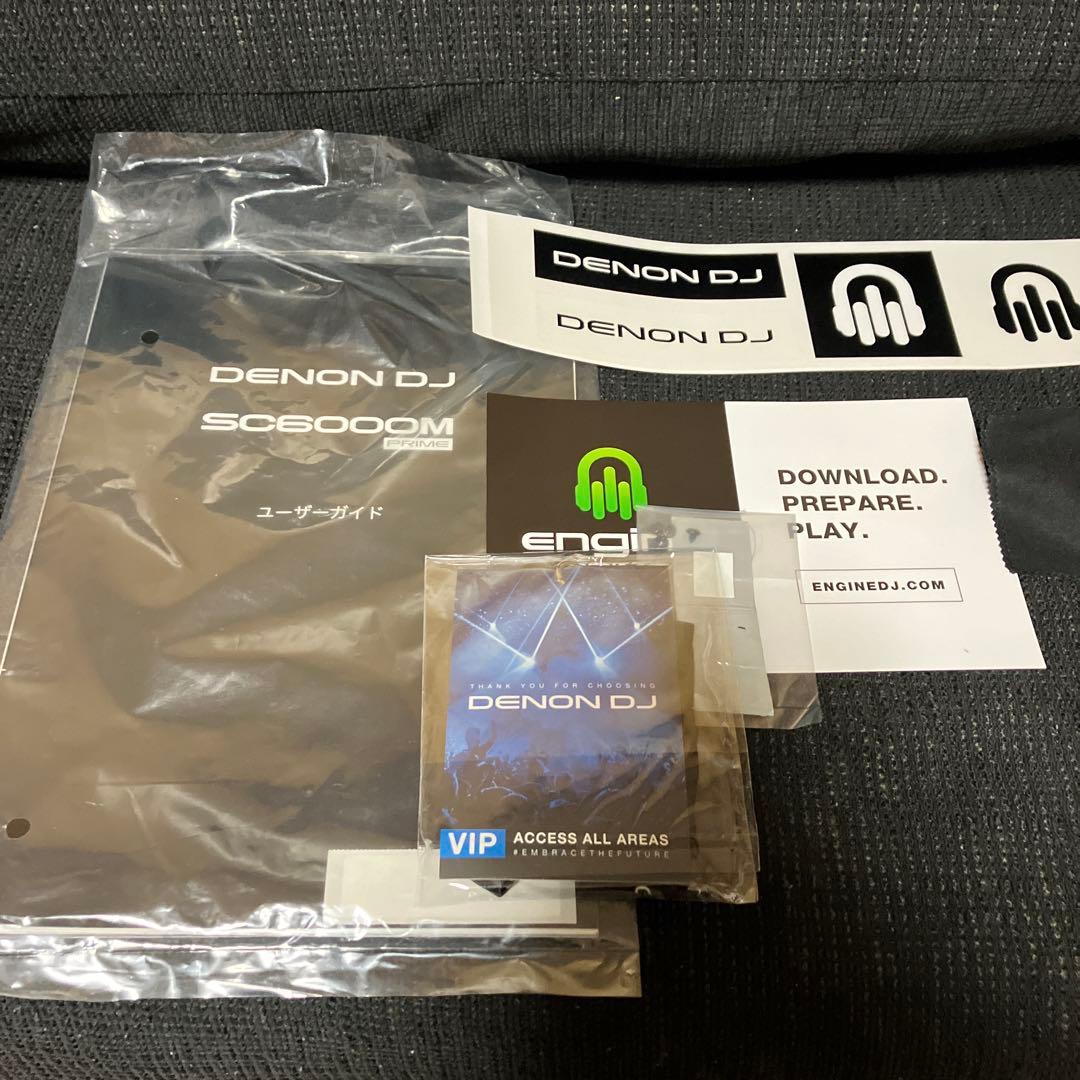 DENON DJ
SC6000M
PRIME
ユーザーガイド
DENON DJ
DENON DJ
DOWNLOAD.
PREPARE.
PLAY.
ENGINEDJ.COM
THANK YOU FOR CHOOSING
DENON DJ
VIP ACCESS ALL AREAS
#EMBRACETHEFUTURE